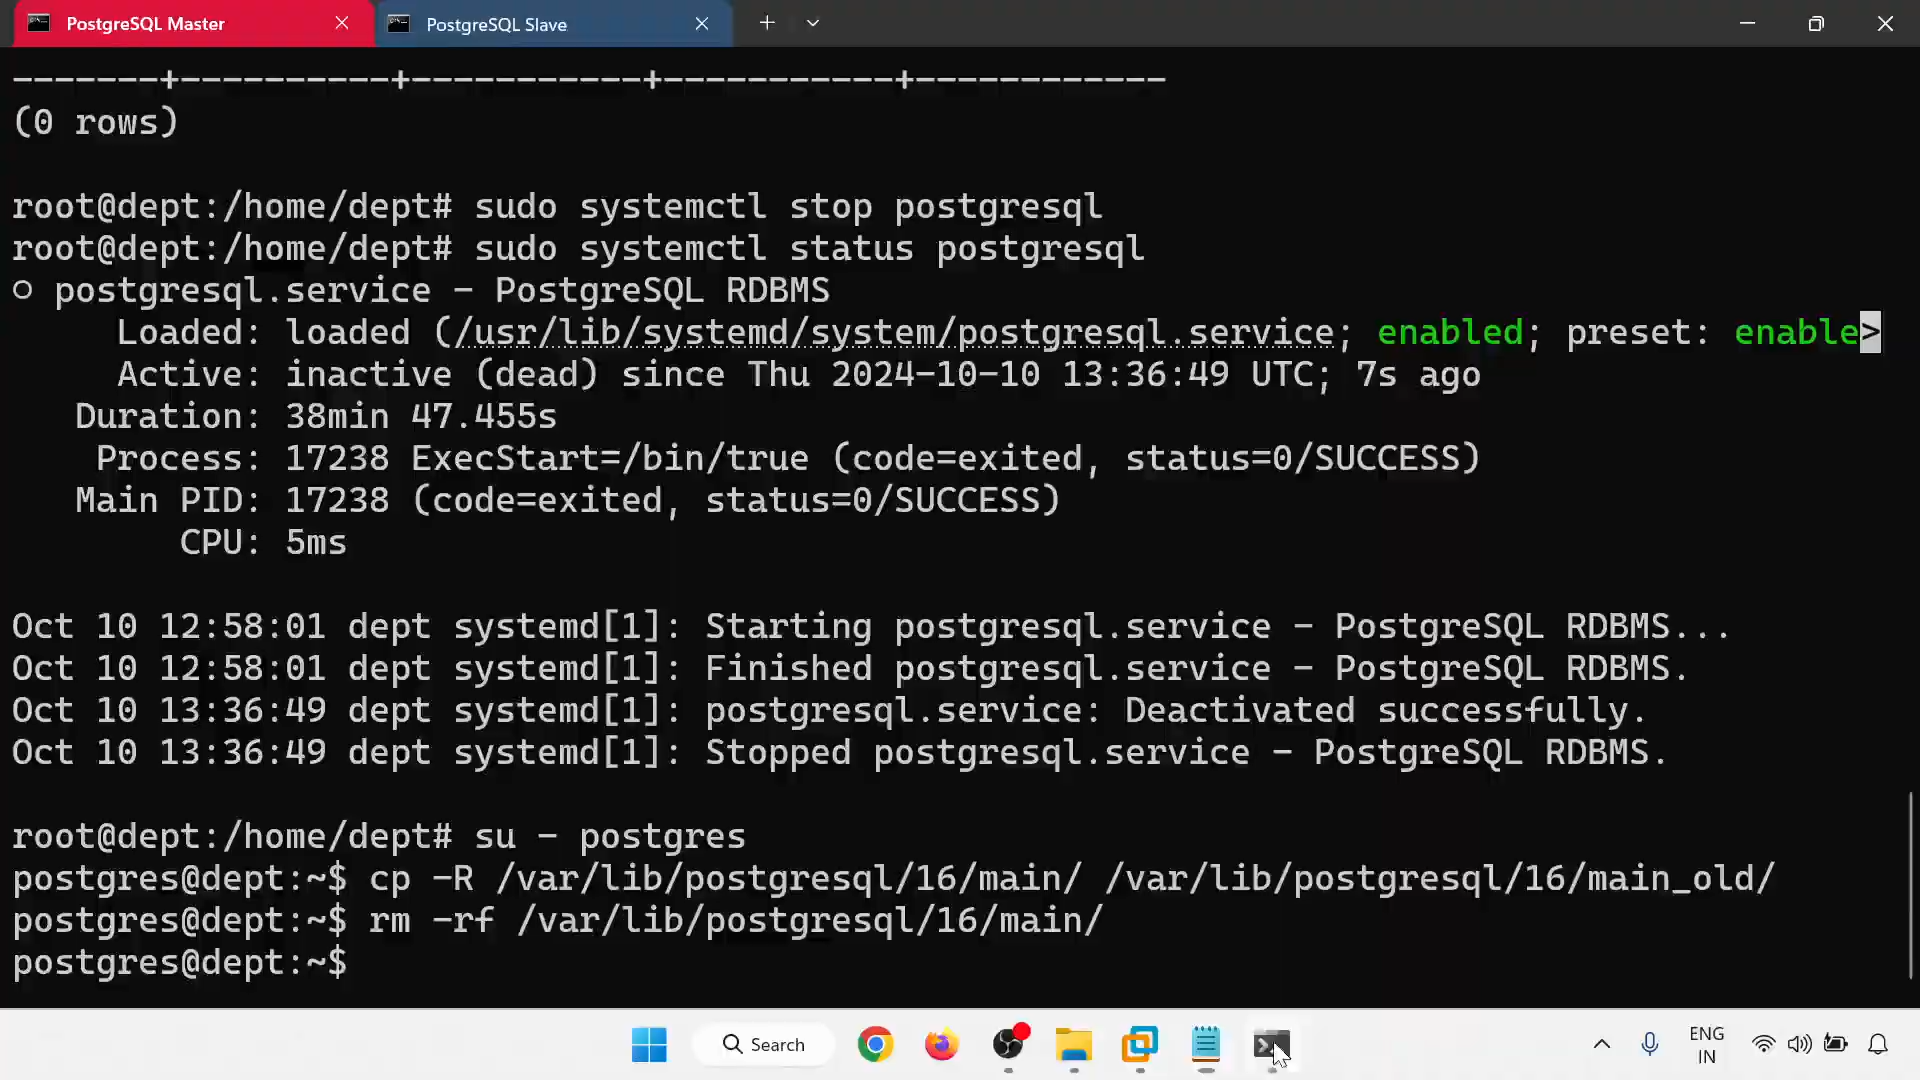 PostgreSQL Master
PostgreSQL Slave
-------+----------+-----------+-----------+------------
(0 rows)
root@dept:/home/dept# sudo systemctl stop postgresql
root@dept:/home/dept# sudo systemctl status postgresql
○ postgresql.service - PostgreSQL RDBMS
Loaded: loaded (/usr/lib/systemd/system/postgresql.service; enabled; preset: enable>
Active: inactive (dead) since Thu 2024-10-10 13:36:49 UTC; 7s ago
Duration: 38min 47.455s
Process: 17238 ExecStart=/bin/true (code=exited, status=0/SUCCESS)
Main PID: 17238 (code=exited, status=0/SUCCESS)
CPU: 5ms
Oct 10 12:58:01 dept systemd[1]: Starting postgresql.service - PostgreSQL RDBMS...
Oct 10 12:58:01 dept systemd[1]: Finished postgresql.service - PostgreSQL RDBMS.
Oct 10 13:36:49 dept systemd[1]: postgresql.service: Deactivated successfully.
Oct 10 13:36:49 dept systemd[1]: Stopped postgresql.service - PostgreSQL RDBMS.
root@dept:/home/dept# su - postgres
postgres@dept:~$ cp -R /var/lib/postgresql/16/main/ /var/lib/postgresql/16/main_old/
postgres@dept:~$ rm -rf /var/lib/postgresql/16/main/
postgres@dept:~$
Search
ENG
IN